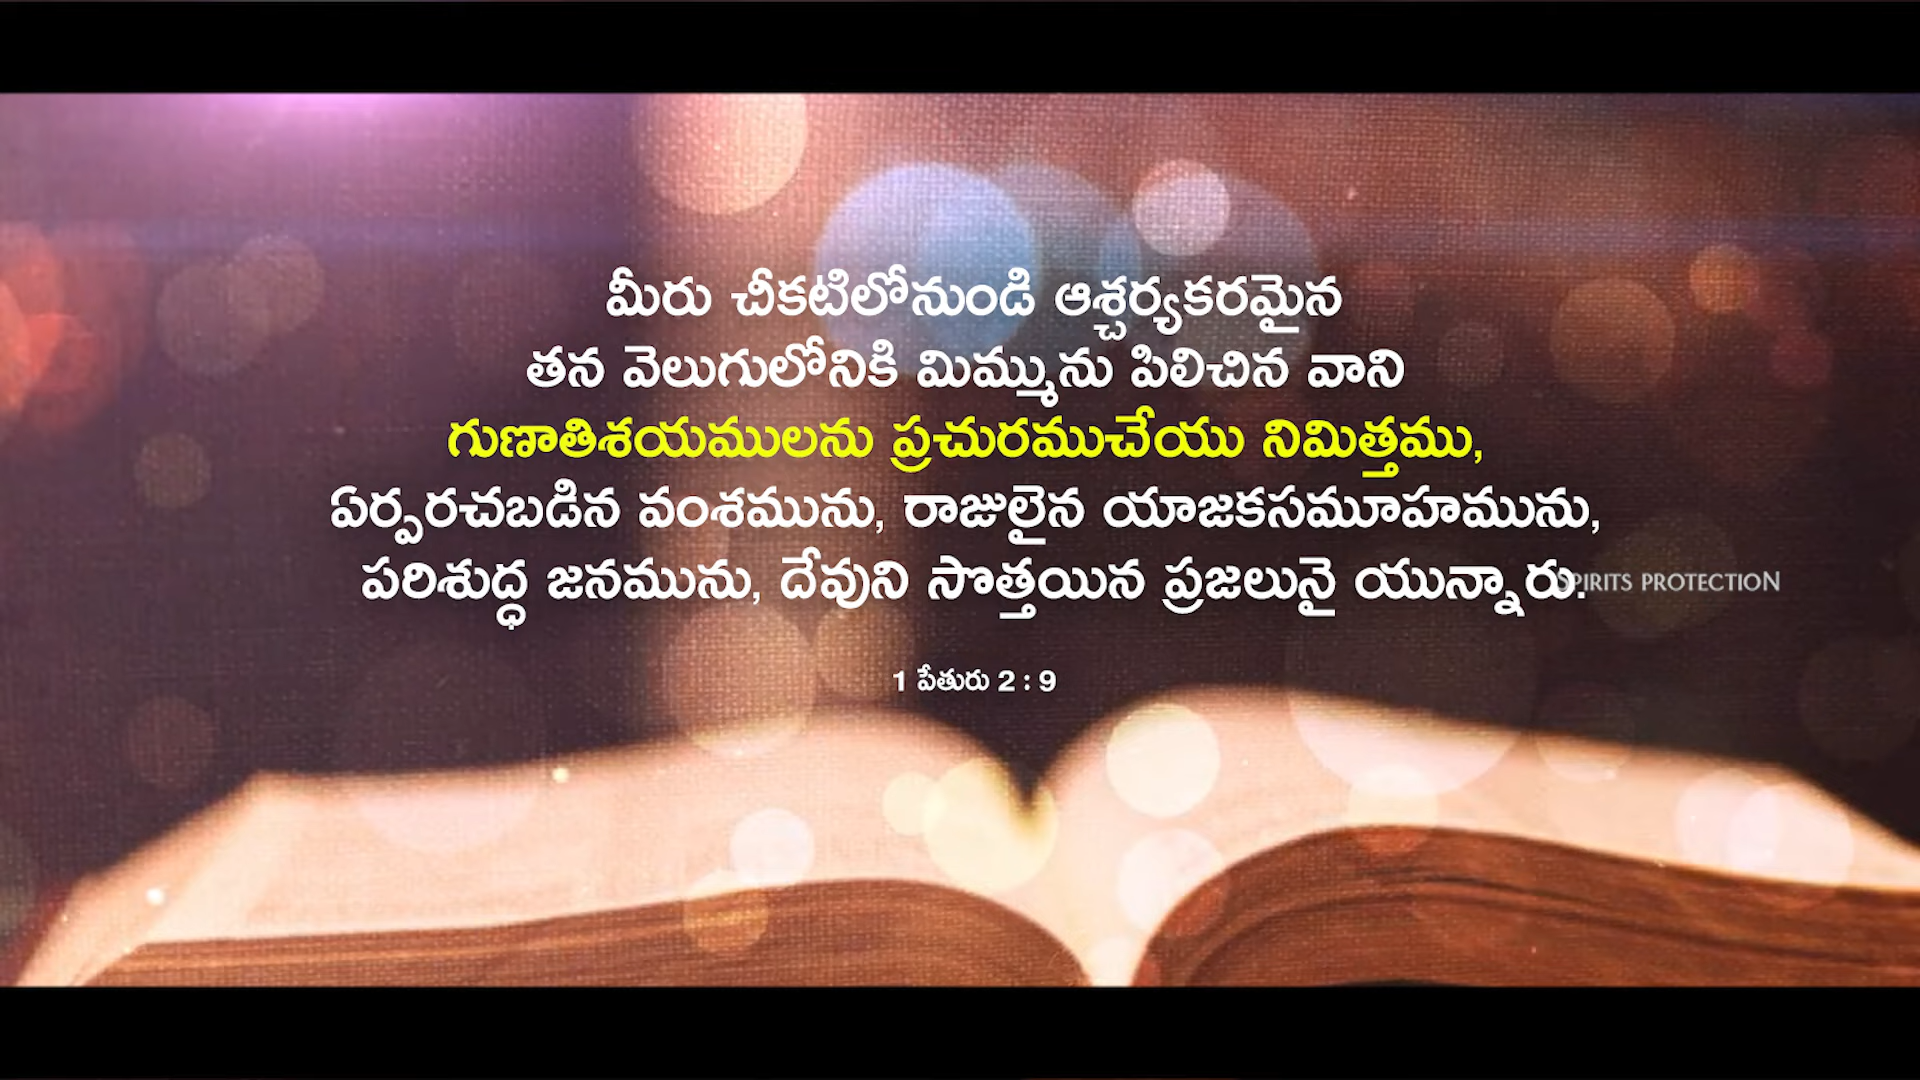 మీరు చీకటిలోనుండి ఆశ్చర్యకరమైన
తన వెలుగులోనికి మిమ్మును పిలిచిన వాని
గుణాతిశయములను ప్రచురముచేయు నిమిత్తము,
ఏర్పరచబడిన వంశమును, రాజులైన యాజకసమూహమును,
పరిశుద్ధ జనమును, దేవుని సొత్తయిన ప్రజలునై యున్నారు.
SPIRITS PROTECTION
1 పేతురు 2 : 9